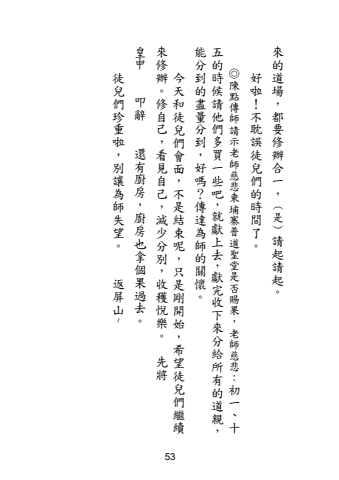 來的道場，都要修辦合一，（是）請起請起。
好啦！不耽誤徒兒們的時間了。
◎陳點傳師請示老師慈悲東埔寨普道聖堂是否賜果，老師慈悲：初一、十
五的時候請他們多買一些吧，就獻上去，獻完收下來分給所有的道親，
能分到的盡量分到，好嗎？傳達為師的關懷。
今天和徒兒們會面，不是結束呢，只是剛開始，希望徒兒們繼續
來修辦。修自己，看見自己，減少分別，收穫悅樂。　先將
皇申　叩辭　還有廚房，廚房也拿個果過去。
徒兒們珍重啦，別讓為師失望。　返屏山~
53